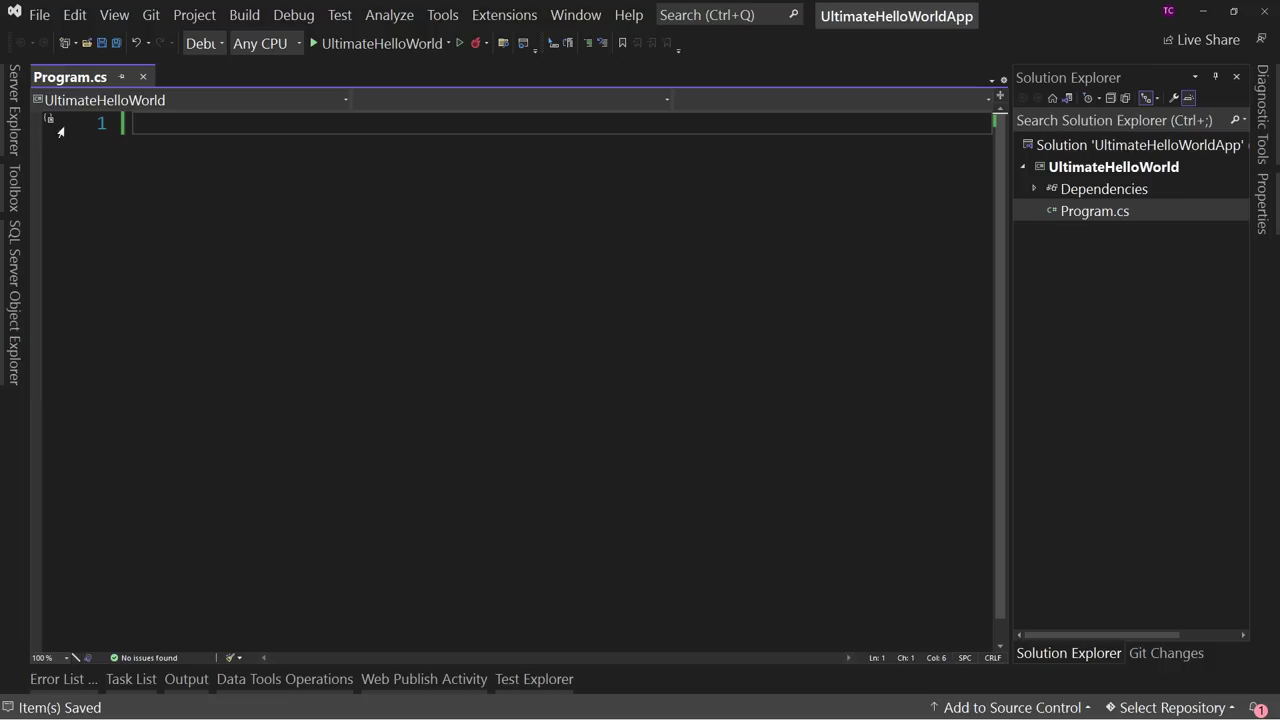 File Edit View Git Project Build Debug Test Analyze Tools Extensions Window Help Search (Ctrl+Q) UltimateHelloWorldApp TC
Debu Any CPU UltimateHelloWorld Live Share
Server Explorer
Toolbox
SQL Server Object Explorer
Program.cs
UltimateHelloWorld
1
Solution Explorer
Search Solution Explorer (Ctrl+;)
Solution 'UltimateHelloWorldApp' (
UltimateHelloWorld
Dependencies
C# Program.cs
Diagnostic Tools
Properties
100 % No issues found Ln: 1 Ch: 1 Col: 6 SPC CRLF
Solution Explorer Git Changes
Error List ... Task List Output Data Tools Operations Web Publish Activity Test Explorer
Item(s) Saved Add to Source Control Select Repository 1